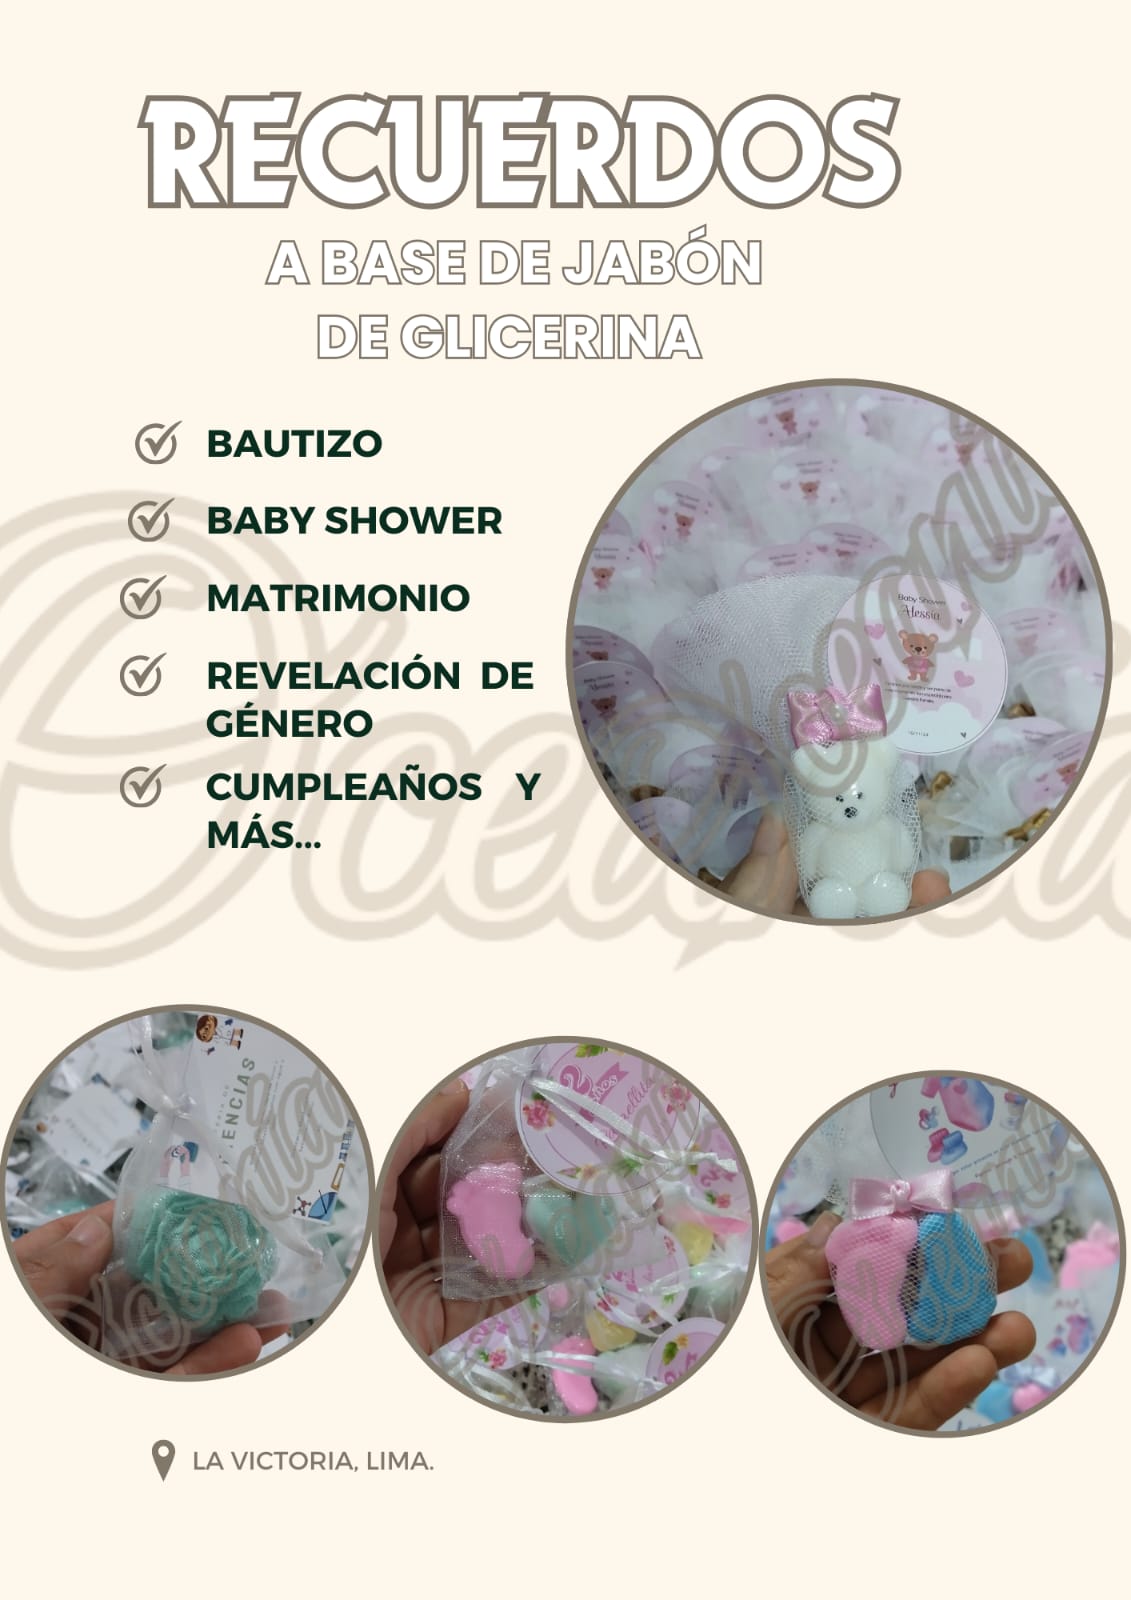 RECUERDOS
A BASE DE JABÓN
DE GLICERINA
BAUTIZO
BABY SHOWER
MATRIMONIO
REVELACIÓN DE
GÉNERO
CUMPLEAÑOS Y
MÁS...
Baby Shower
Alessia
LA VICTORIA, LIMA.